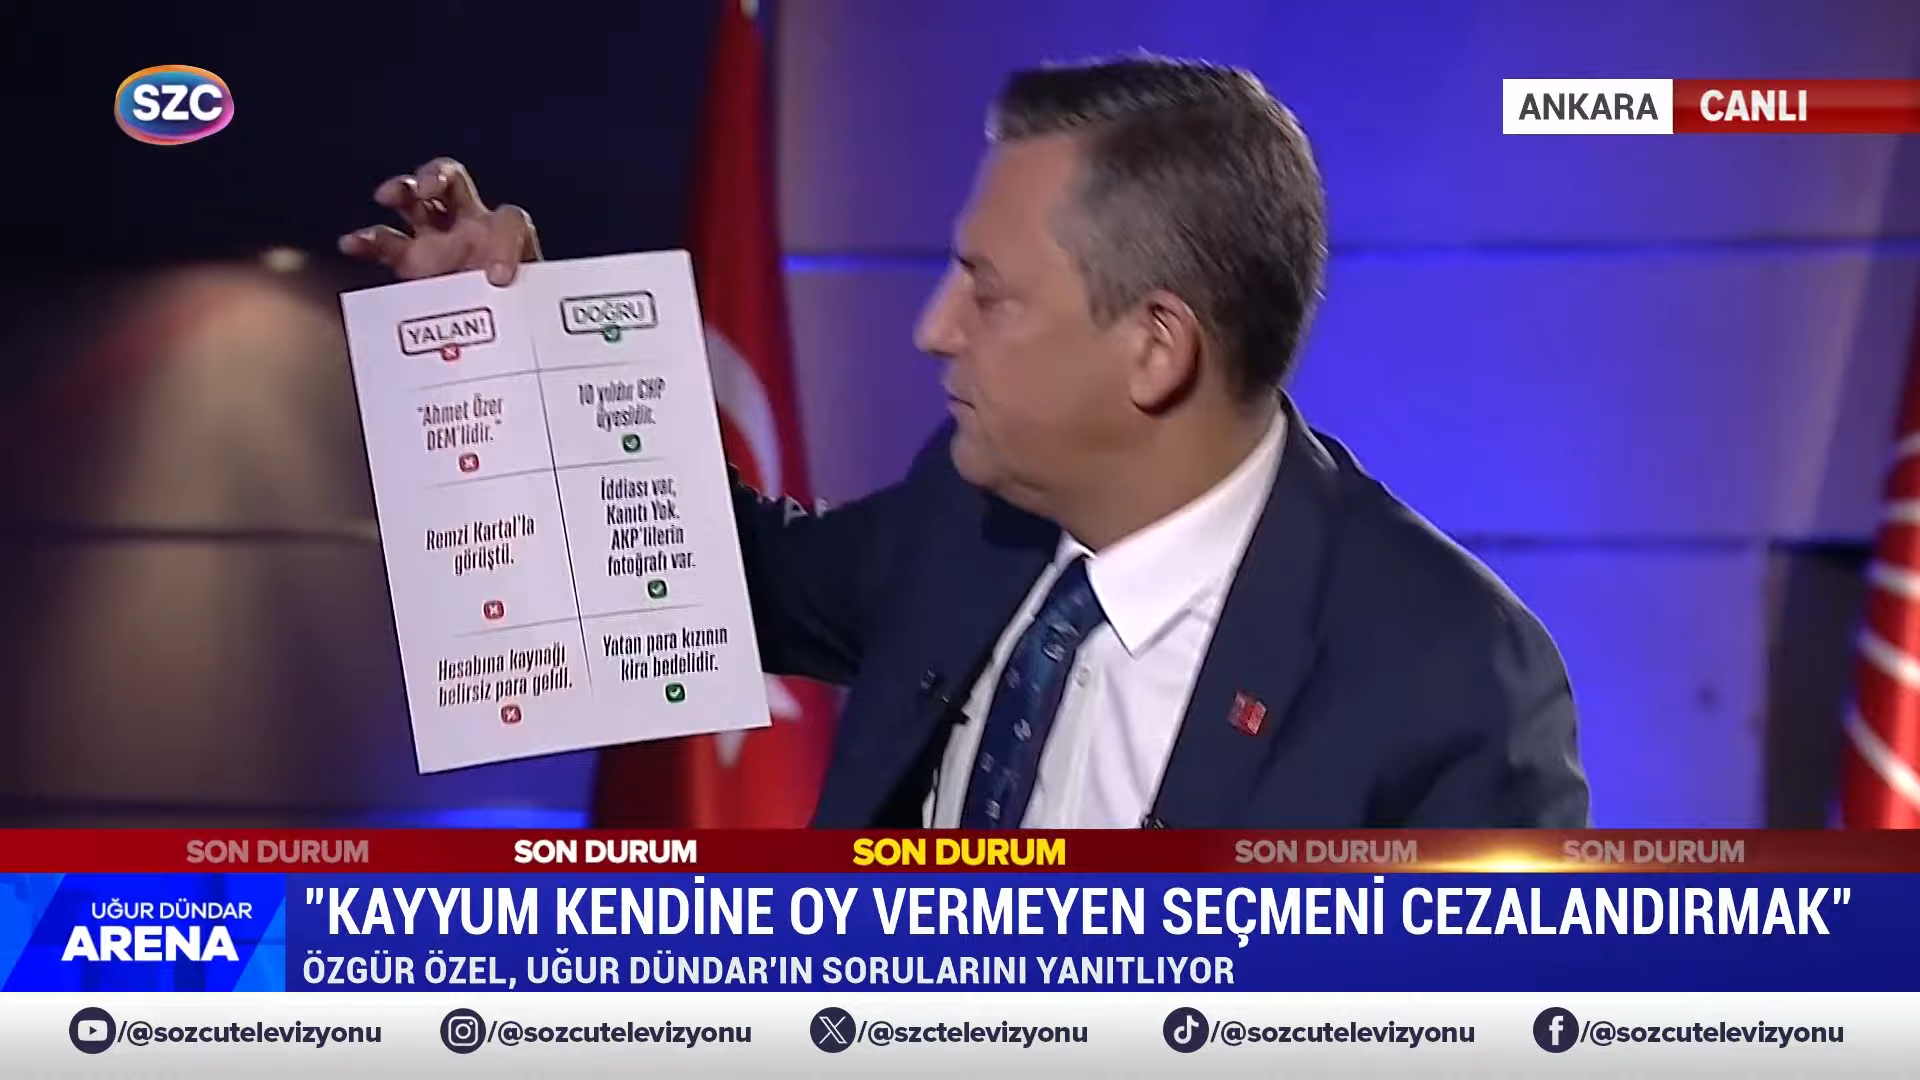 SZC
ANKARA
CANLI
YALAN!
DOĞRU
"Ahmet Özer
DEM'lidir."
10 yıldır CHP
üyesidir.
Remzi Kartal'la
görüştü.
İddiası var,
Kanıtı Yok.
AKP'lilerin
fotoğrafı var.
Hesabına kaynağı
belirsiz para geldi.
Yatan para kızının
kira bedelidir.
SON DURUM
SON DURUM
SON DURUM
SON DURUM
SON DURUM
UĞUR DÜNDAR
ARENA
"KAYYUM KENDİNE OY VERMEYEN SEÇMENİ CEZALANDIRMAK"
ÖZGÜR ÖZEL, UĞUR DÜNDAR'IN SORULARINI YANITLIYOR
/@sozcutelevizyonu
/@sozcutelevizyonu
/@szctelevizyonu
/@sozcutelevizyonu
/@sozcutelevizyonu